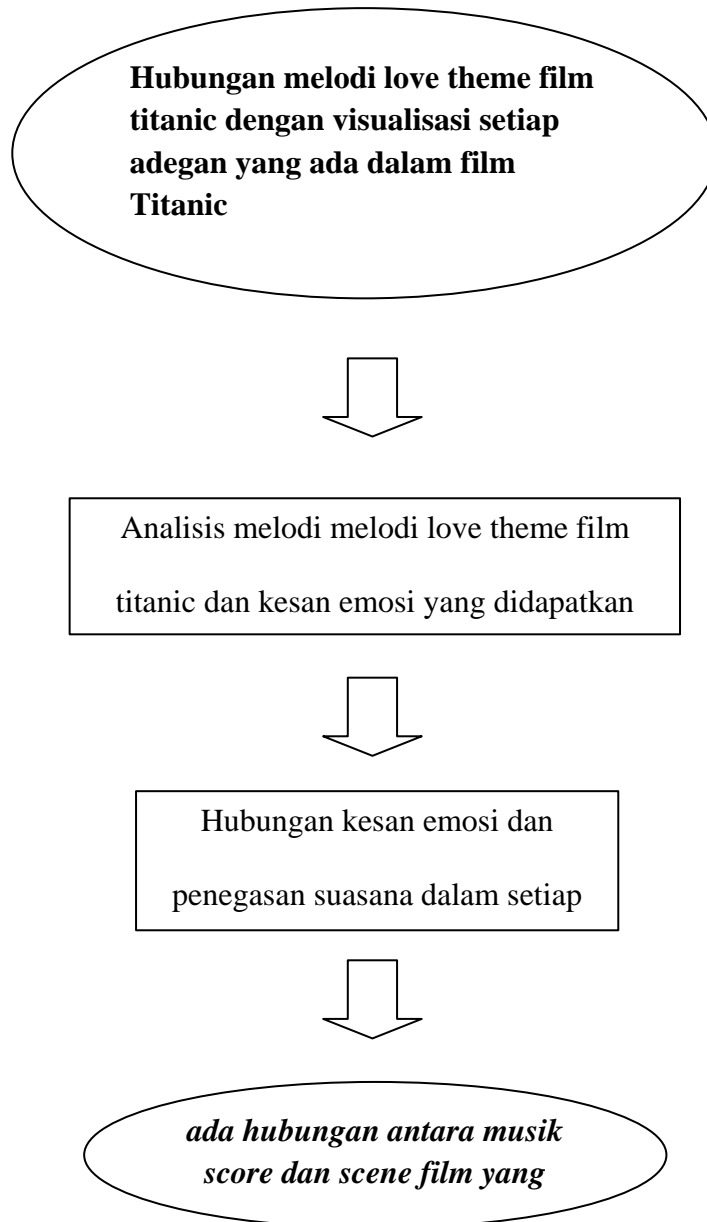 Hubungan melodi love theme film
titanic dengan visualisasi setiap
adegan yang ada dalam film
Titanic
Analisis melodi melodi love theme film
titanic dan kesan emosi yang didapatkan
Hubungan kesan emosi dan
penegasan suasana dalam setiap
ada hubungan antara musik
score dan scene film yang